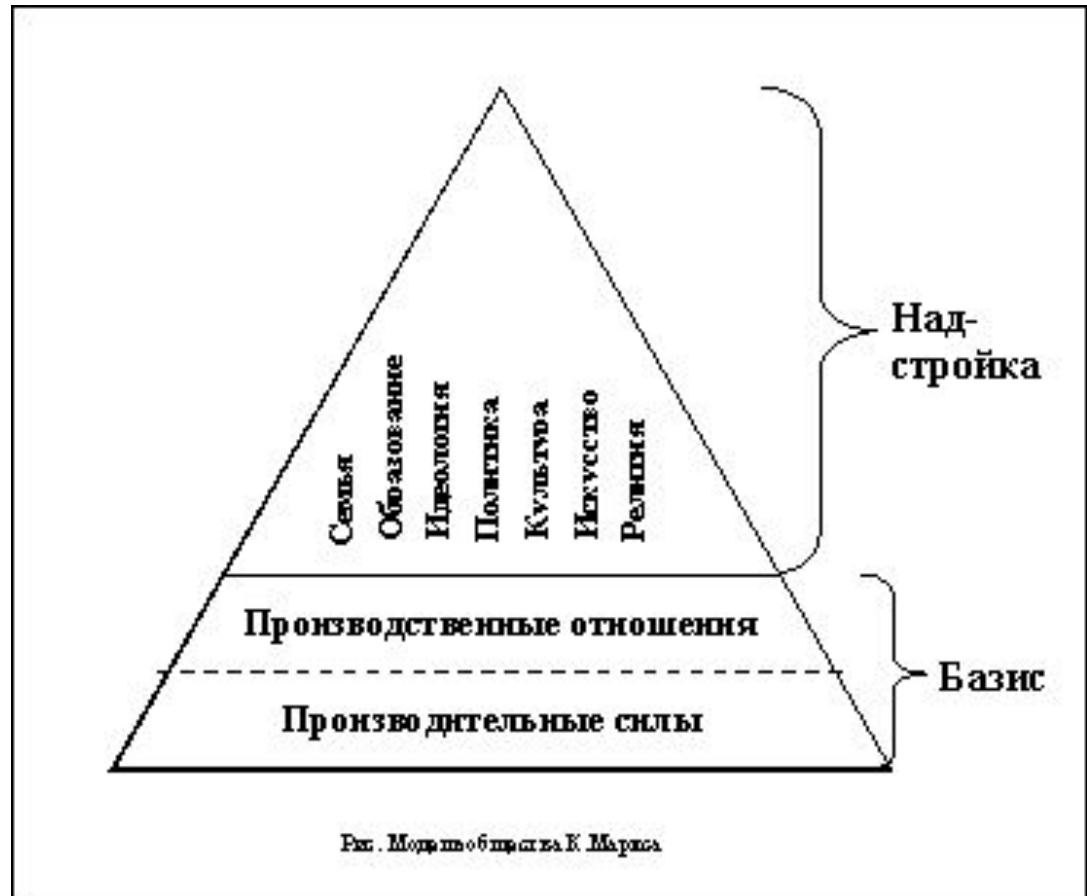 Над-
стройка
Семья
Образование
Идеология
Политика
Культура
Искусство
Религия
Производственные отношения
Базис
Производительные силы
Рис. Модель общества К.Маркса